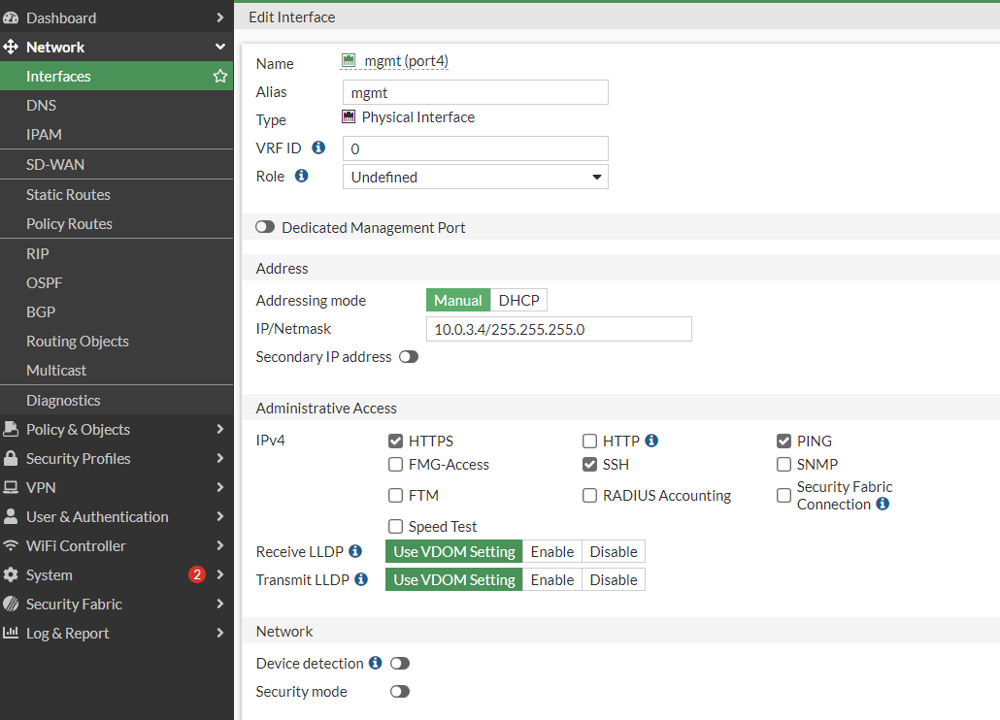 Dashboard
Network
Interfaces
DNS
IPAM
SD-WAN
Static Routes
Policy Routes
RIP
OSPF
BGP
Routing Objects
Multicast
Diagnostics
Policy & Objects
Security Profiles
VPN
User & Authentication
WiFi Controller
System 2
Security Fabric
Log & Report
Edit Interface
Name mgmt (port4)
Alias mgmt
Type Physical Interface
VRF ID 0
Role Undefined
Dedicated Management Port
Address
Addressing mode Manual DHCP
IP/Netmask 10.0.3.4/255.255.255.0
Secondary IP address
Administrative Access
IPv4 HTTPS HTTP PING
FMG-Access SSH SNMP
FTM RADIUS Accounting Security Fabric
Connection
Speed Test
Receive LLDP Use VDOM Setting Enable Disable
Transmit LLDP Use VDOM Setting Enable Disable
Network
Device detection
Security mode